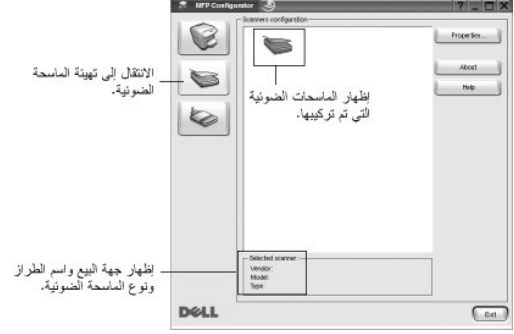 MFP Configurator
Scanners configuration
Properties...
About
Help
الانتقال إلى تهيئة الماسحة
الضوئية.
إظهار الماسحات الضوئية
التي تم تركيبها.
Selected scanner:
Vendor:
Model:
Type:
إظهار جهة البيع واسم الطراز
ونوع الماسحة الضوئية.
DELL
Exit